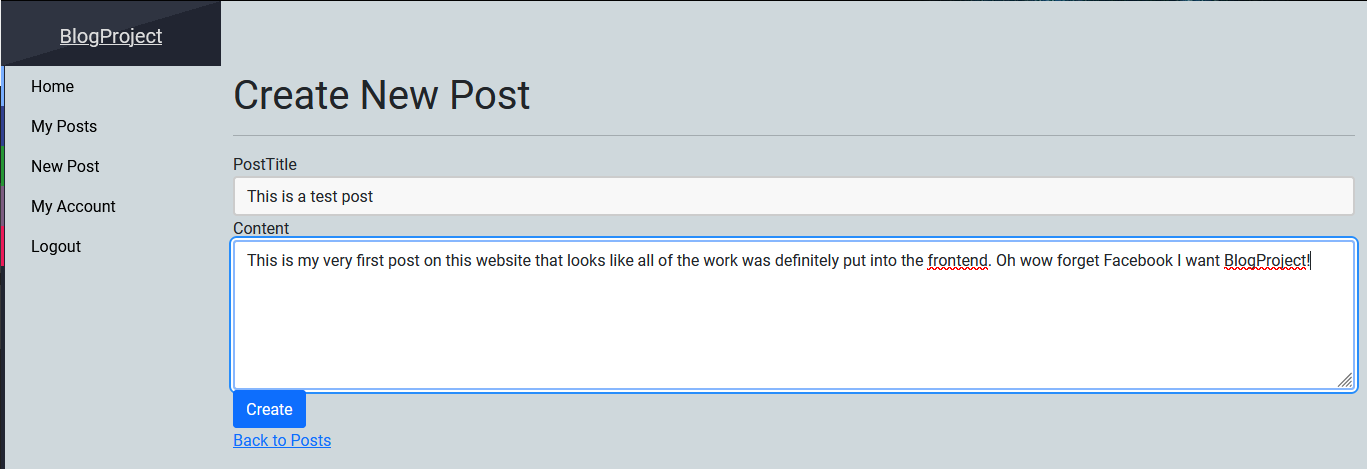 BlogProject
Home
My Posts
New Post
My Account
Logout
Create New Post
PostTitle
This is a test post
Content
This is my very first post on this website that looks like all of the work was definitely put into the frontend. Oh wow forget Facebook I want BlogProject!
Create
Back to Posts